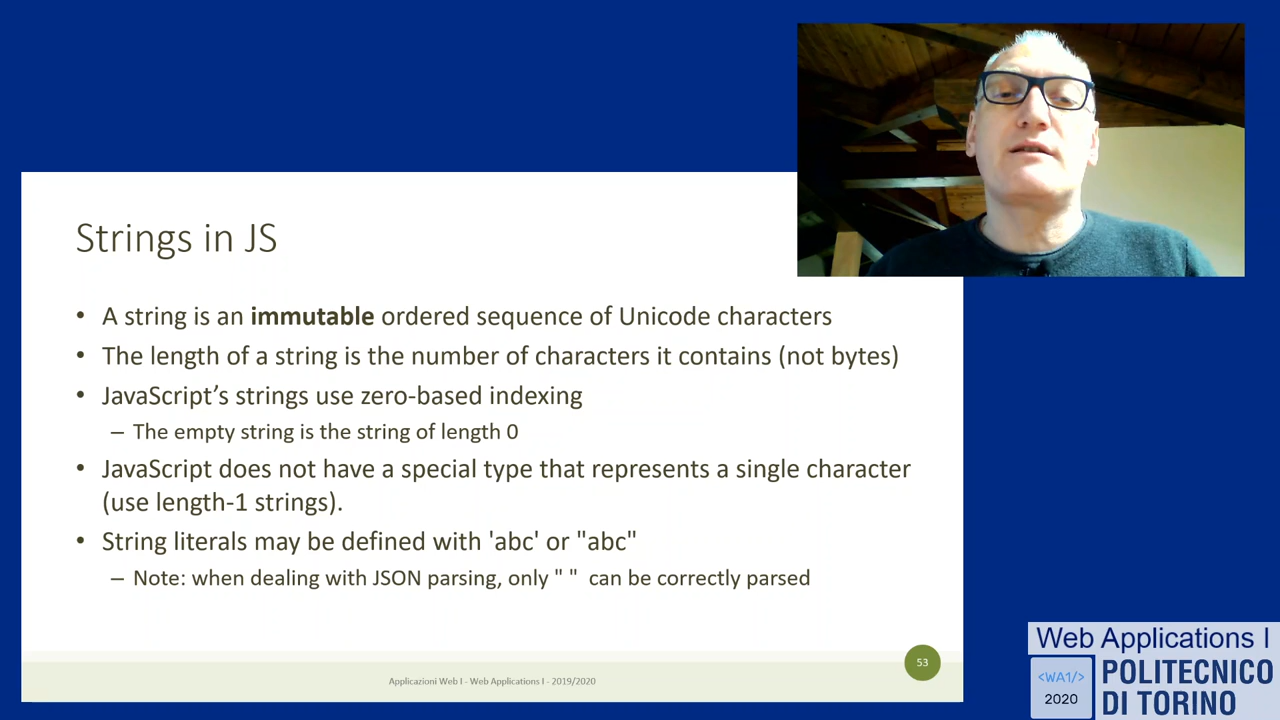 Strings in JS
• A string is an immutable ordered sequence of Unicode characters
• The length of a string is the number of characters it contains (not bytes)
• JavaScript’s strings use zero-based indexing
– The empty string is the string of length 0
• JavaScript does not have a special type that represents a single character
(use length-1 strings).
• String literals may be defined with 'abc' or "abc"
– Note: when dealing with JSON parsing, only " " can be correctly parsed
53
Applicazioni Web I - Web Applications I - 2019/2020
Web Applications I
<WA1/>
2020
POLITECNICO
DI TORINO